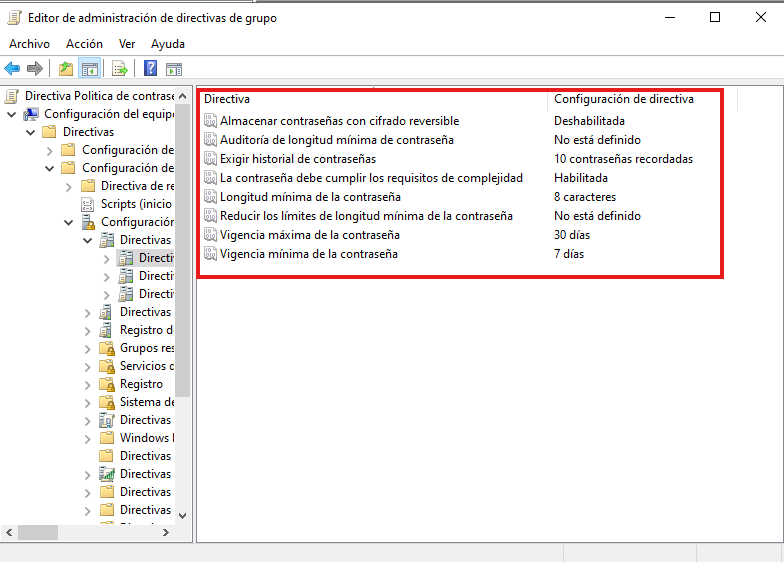 Editor de administración de directivas de grupo
Archivo Acción Ver Ayuda
Directiva Politica de contrase
Configuración del equipo
Directivas
Configuración de
Configuración de
Directiva de re
Scripts (inicio
Configuración
Directivas
Directi
Directi
Directi
Directivas
Registro d
Grupos res
Servicios d
Registro
Sistema de
Directivas
Windows
Directivas
Directivas
Directivas
Directivas
Directiva Configuración de directiva
Almacenar contraseñas con cifrado reversible Deshabilitada
Auditoría de longitud mínima de contraseña No está definido
Exigir historial de contraseñas 10 contraseñas recordadas
La contraseña debe cumplir los requisitos de complejidad Habilitada
Longitud mínima de la contraseña 8 caracteres
Reducir los límites de longitud mínima de la contraseña No está definido
Vigencia máxima de la contraseña 30 días
Vigencia mínima de la contraseña 7 días